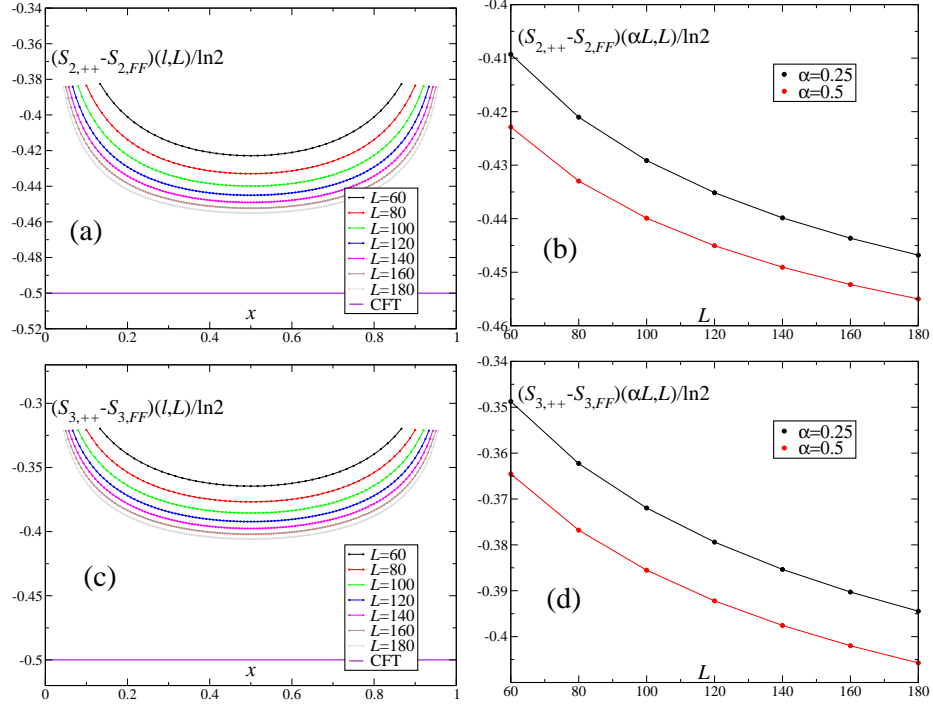 (S2,++-S2,FF)(l,L)/ln2
-0.34
-0.36
-0.38
-0.4
-0.42
-0.44
-0.46
-0.48
-0.5
-0.52
(a)
L=60
L=80
L=100
L=120
L=140
L=160
L=180
CFT
0 0.2 0.4 0.6 0.8 1
x
(S2,++-S2,FF)(αL,L)/ln2
-0.4
-0.41
-0.42
-0.43
-0.44
-0.45
-0.46
α=0.25
α=0.5
(b)
L
60 80 100 120 140 160 180
(S3,++-S3,FF)(l,L)/ln2
-0.3
-0.35
-0.4
-0.45
-0.5
(c)
L=60
L=80
L=100
L=120
L=140
L=160
L=180
CFT
x
0 0.2 0.4 0.6 0.8 1
(S3,++-S3,FF)(αL,L)/ln2
-0.34
-0.35
-0.36
-0.37
-0.38
-0.39
-0.4
α=0.25
α=0.5
(d)
L
60 80 100 120 140 160 180